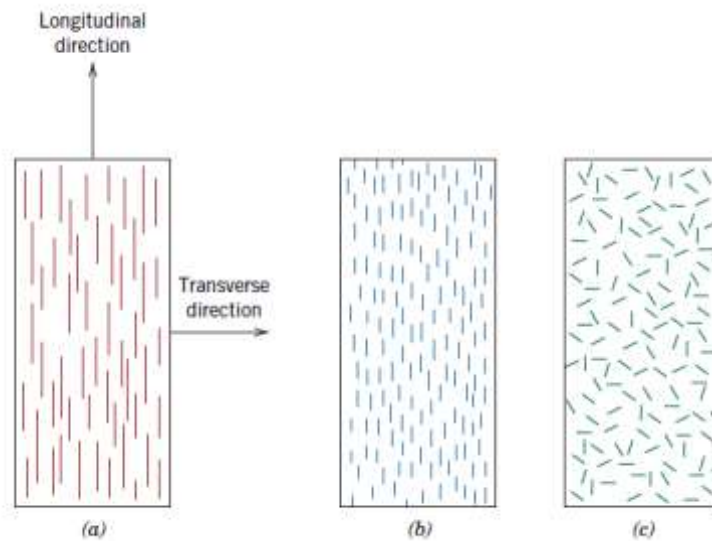 Longitudinal
direction
Transverse
direction
(a)
(b)
(c)